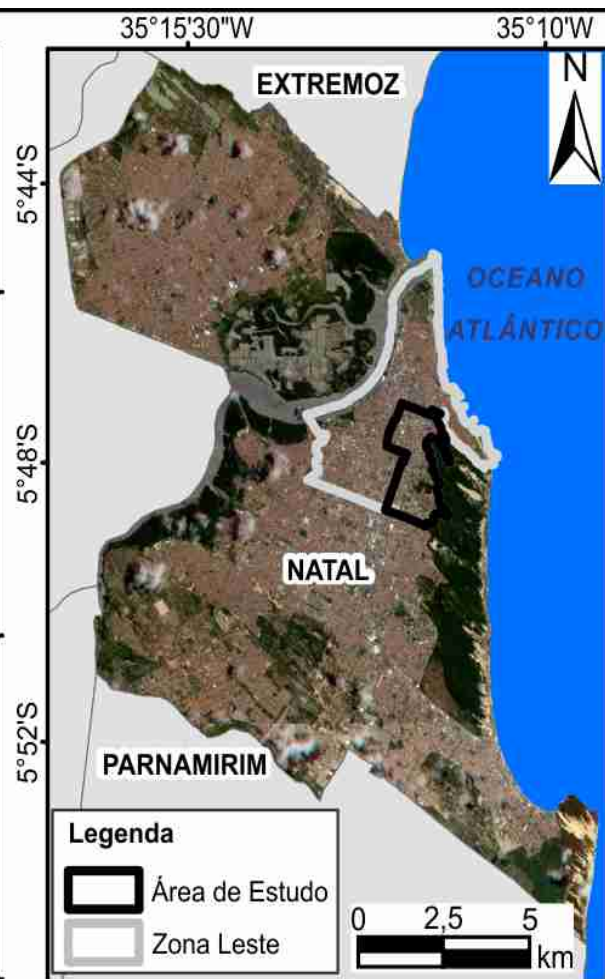 35°15'30"W
35°10'W
EXTREMOZ
N
5°44'S
OCEANO
ATLÂNTICO
5°48'S
NATAL
5°52'S
PARNAMIRIM
Legenda
Área de Estudo
Zona Leste
0 2,5 5
km